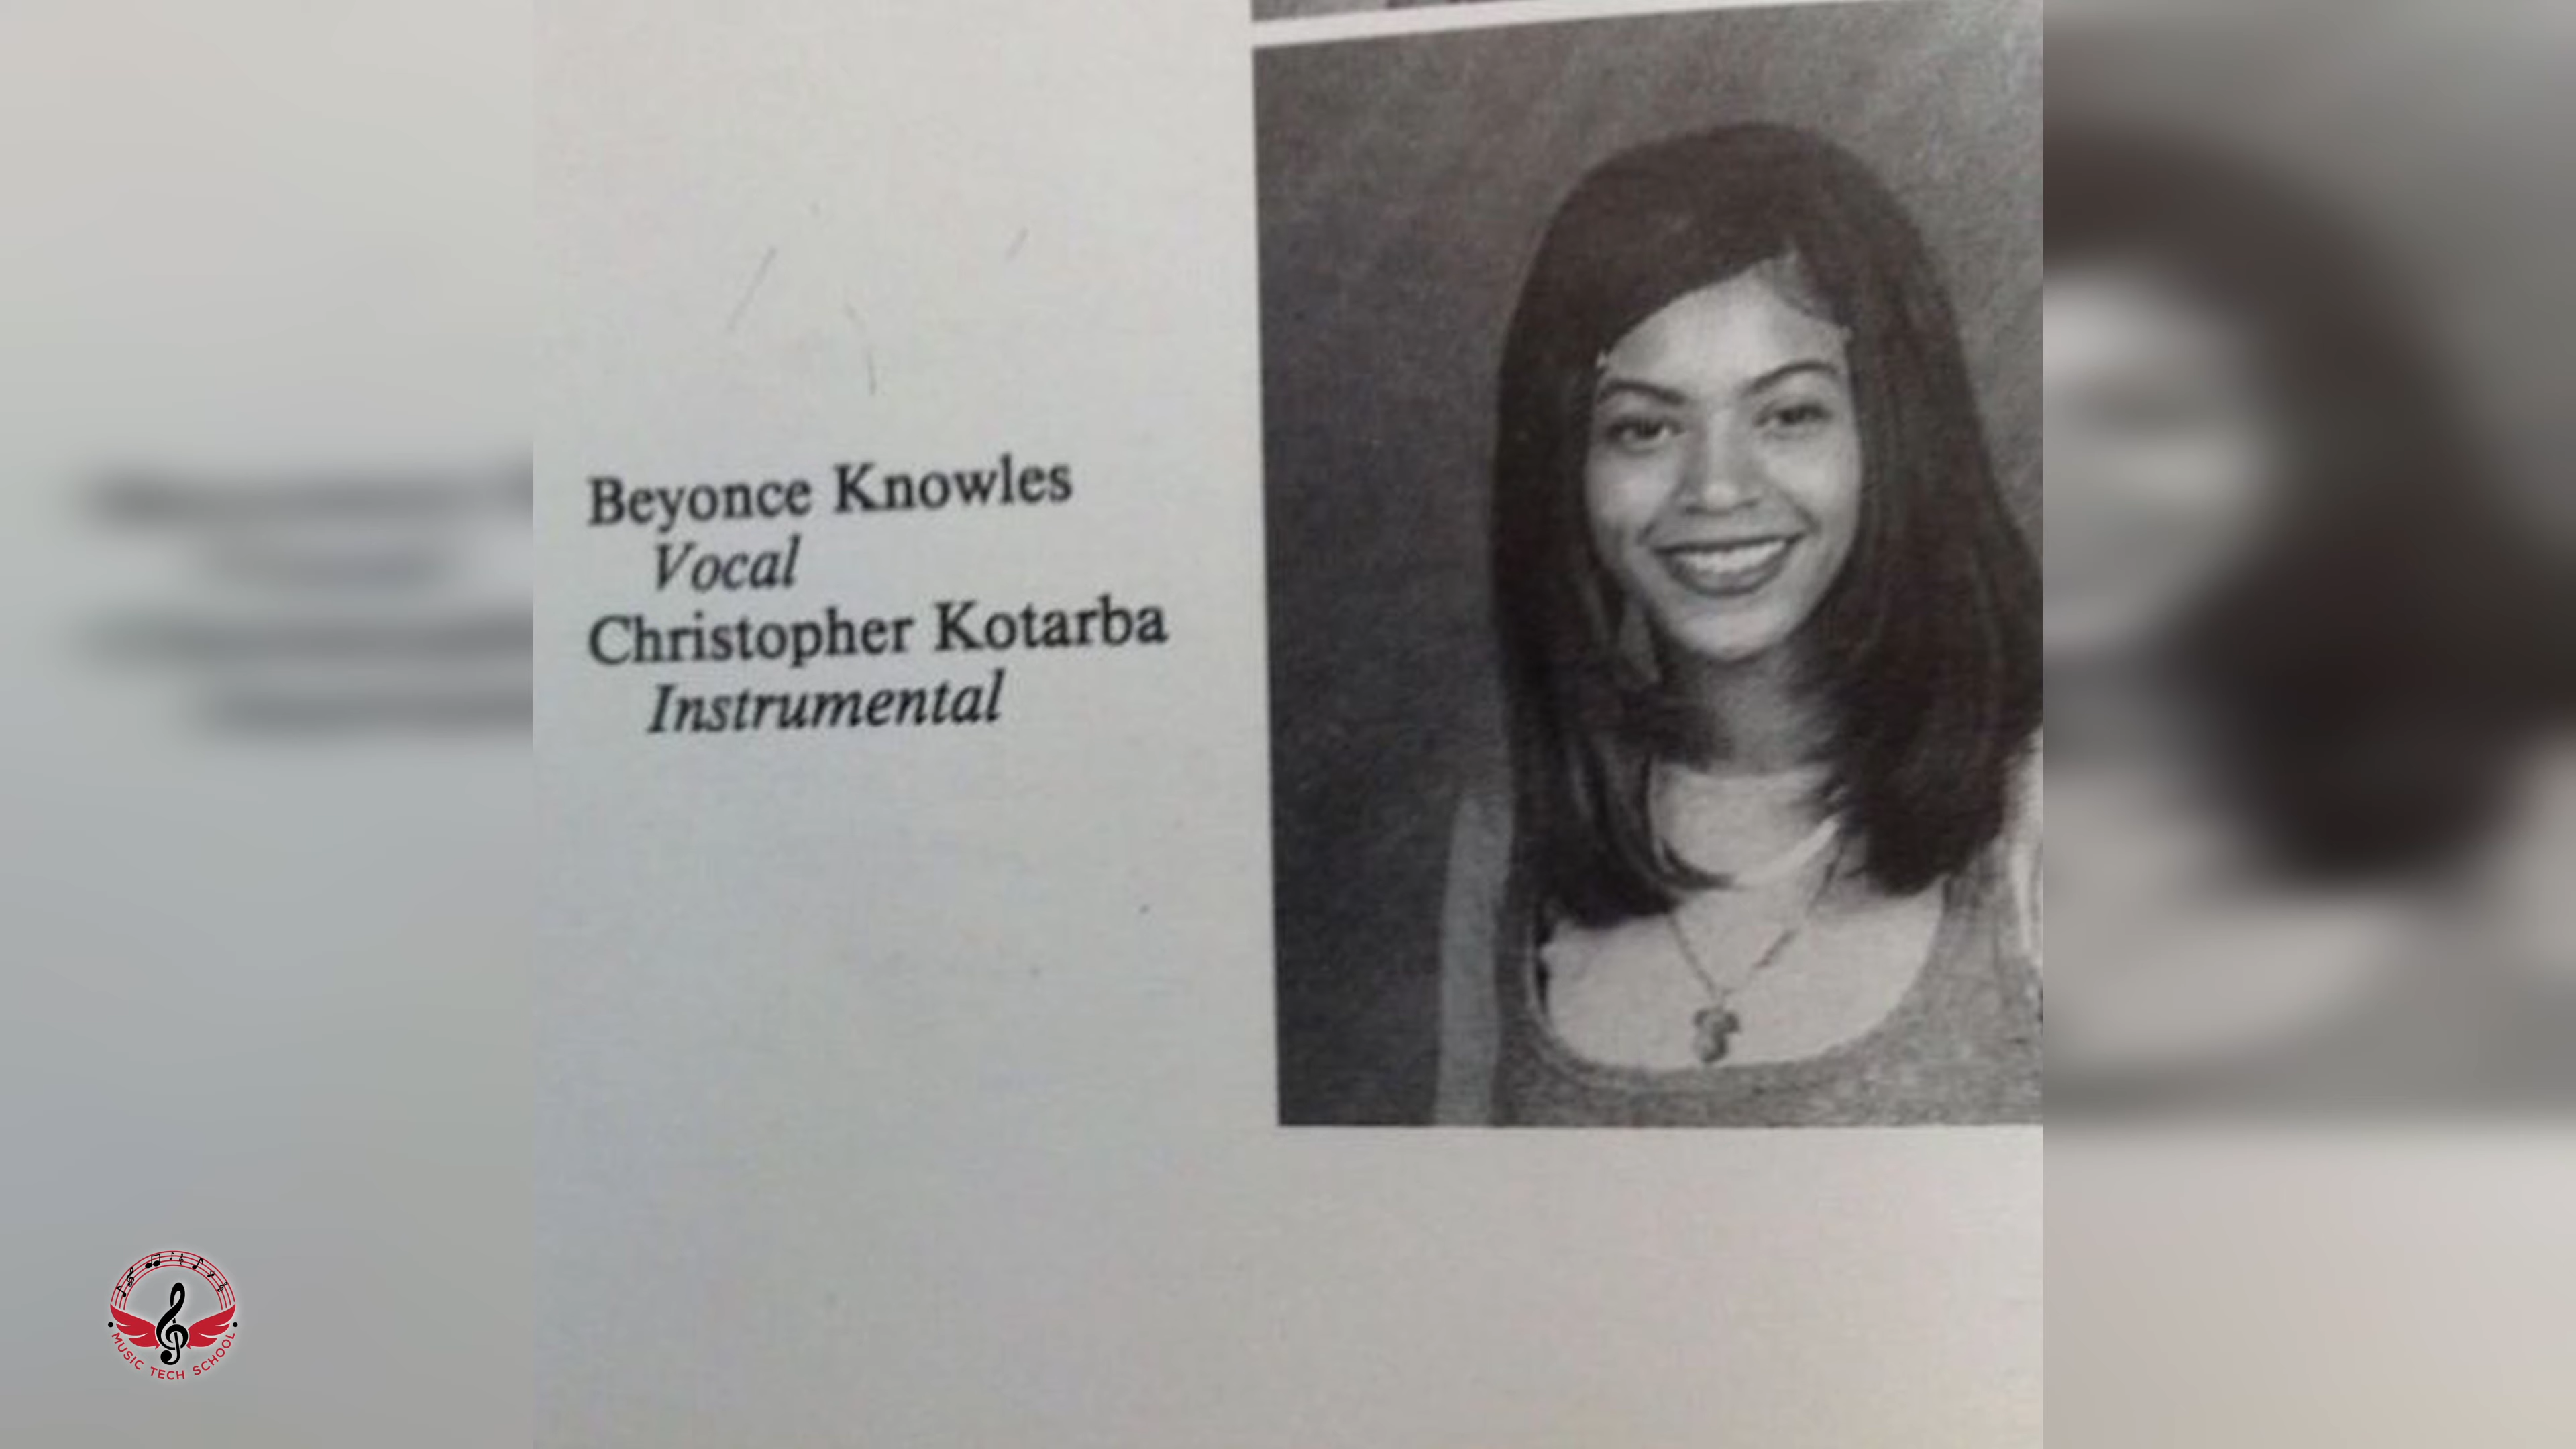 Beyonce Knowles
Vocal
Christopher Kotarba
Instrumental
MUSIC TECH SCHOOL